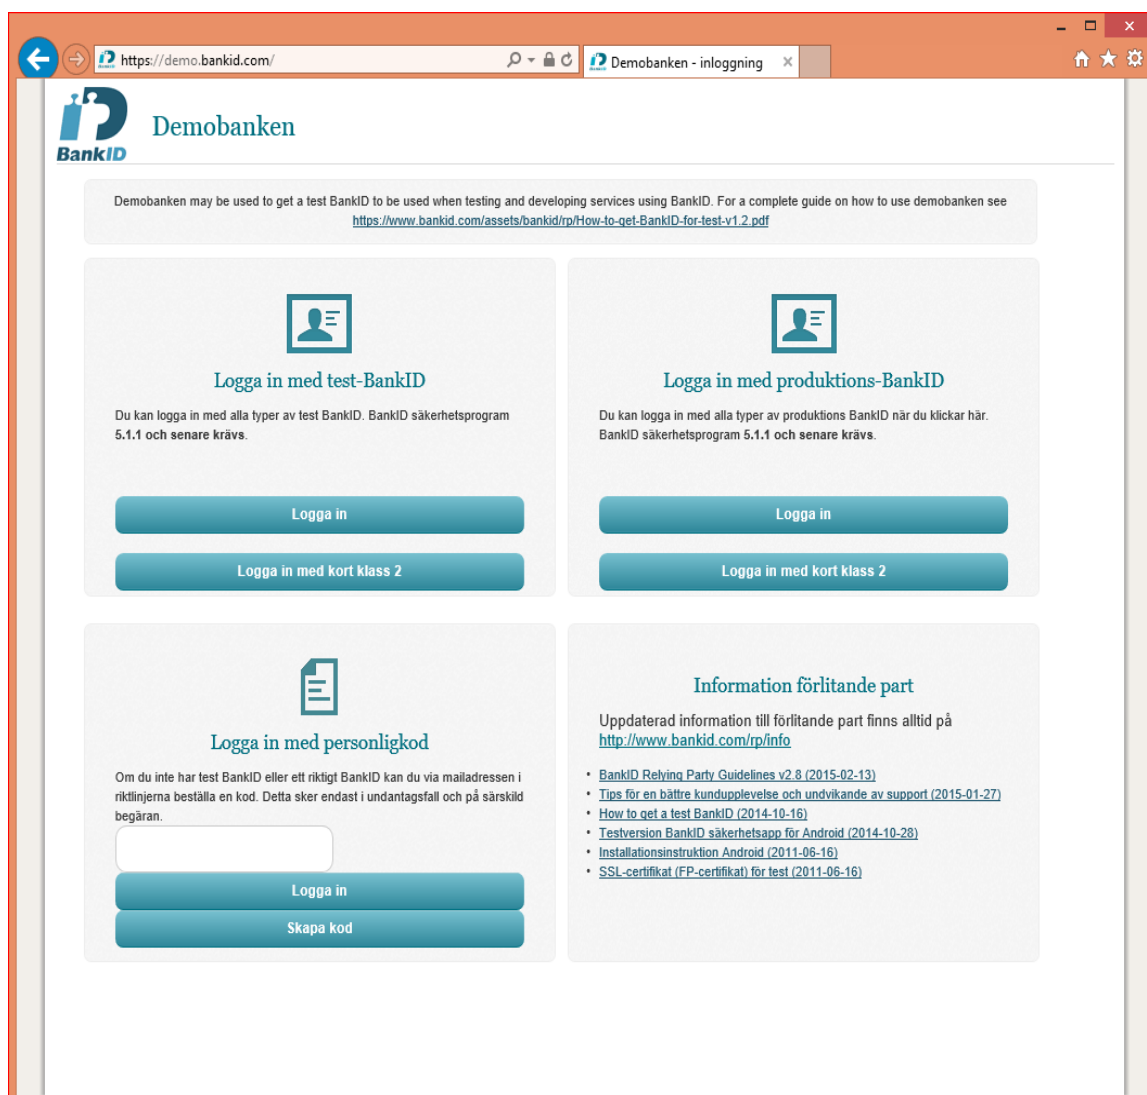 https://demo.bankid.com/
Demobanken - inloggning
BankID
Demobanken
Demobanken may be used to get a test BankID to be used when testing and developing services using BankID. For a complete guide on how to use demobanken see
https://www.bankid.com/assets/bankid/rp/How-to-get-BankID-for-test-v1.2.pdf
Logga in med test-BankID
Du kan logga in med alla typer av test BankID. BankID säkerhetsprogram
5.1.1 och senare krävs.
Logga in
Logga in med kort klass 2
Logga in med produktions-BankID
Du kan logga in med alla typer av produktions BankID när du klickar här.
BankID säkerhetsprogram 5.1.1 och senare krävs.
Logga in
Logga in med kort klass 2
Logga in med personligkod
Om du inte har test BankID eller ett riktigt BankID kan du via mailadressen i
riktlinjerna beställa en kod. Detta sker endast i undantagsfall och på särskild
begäran.
Logga in
Skapa kod
Information förlitande part
Uppdaterad information till förlitande part finns alltid på
http://www.bankid.com/rp/info
• BankID Relying Party Guidelines v2.8 (2015-02-13)
• Tips för en bättre kundupplevelse och undvikande av support (2015-01-27)
• How to get a test BankID (2014-10-16)
• Testversion BankID säkerhetsapp för Android (2014-10-28)
• Installationsinstruktion Android (2011-06-16)
• SSL-certifikat (FP-certifikat) för test (2011-06-16)